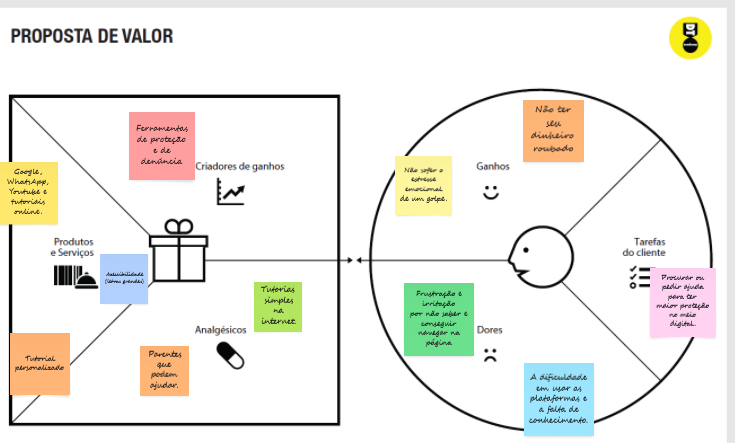 PROPOSTA DE VALOR
Ferramentas
de proteção
e de
denúncia
Criadores de ganhos
Google,
WhatsApp,
Youtube e
tutoriais
online.
Produtos
e Serviços
Acessibilidade
(letras grandes)
Tutorias
simples
na
internet
Analgésicos
Tutorial
personalizado
Parentes
que
podem
ajudar.
Não ter
seu
dinheiro
roubado
Não sofer o
estresse
emocional
de um golpe.
Ganhos
Tarefas
do cliente
Procurar ou
pedir ajuda
para ter
maior proteção
no meio
digital.
Frustração e
irritação
por não saber e
conseguir
navegar na
página
Dores
A dificuldade
em usar as
plataformas e
a falta de
conhecimento.